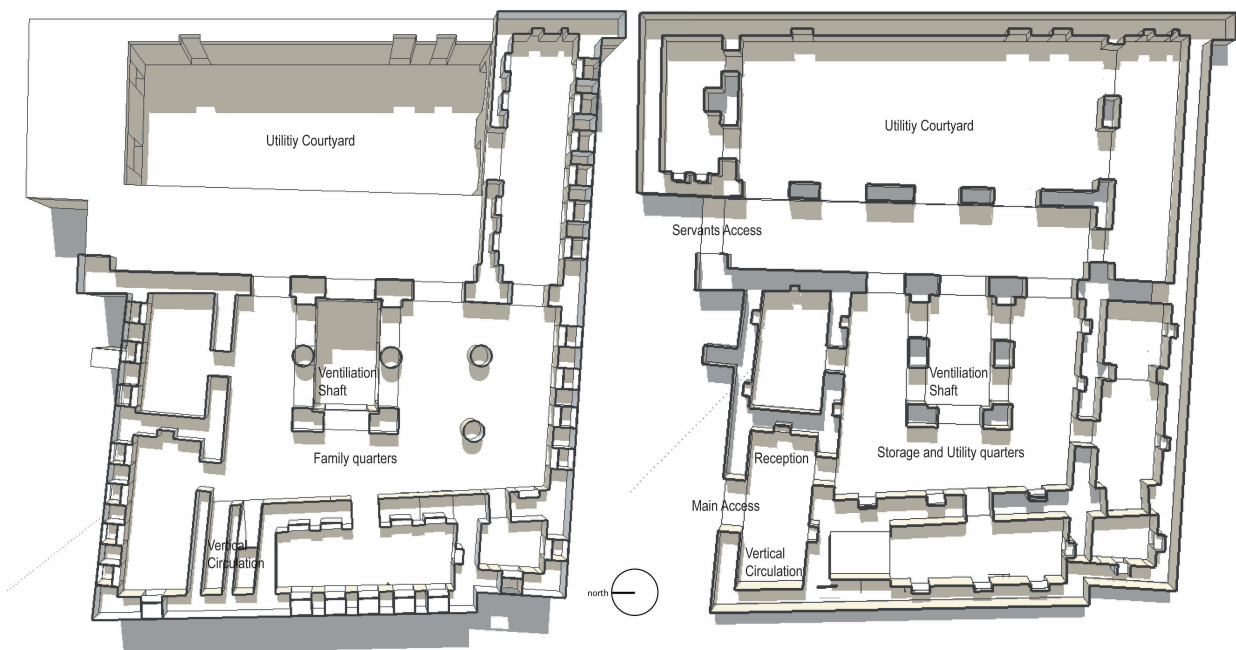 Utilitiy Courtyard
Ventiliation
Shaft
Family quarters
Vertical
Circulation
north
Utilitiy Courtyard
Servants Access
Ventiliation
Shaft
Reception
Storage and Utility quarters
Main Access
Vertical
Circulation